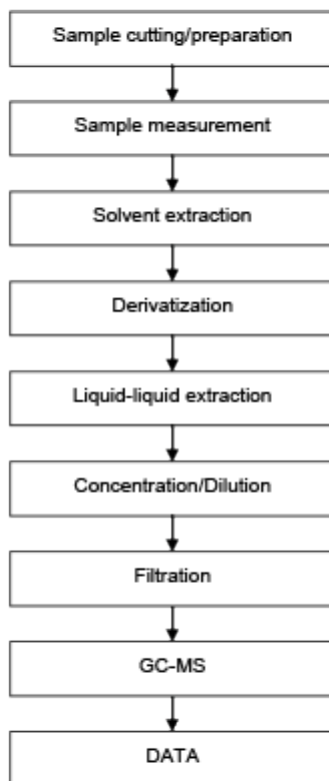 Sample cutting/preparation
Sample measurement
Solvent extraction
Derivatization
Liquid-liquid extraction
Concentration/Dilution
Filtration
GC-MS
DATA